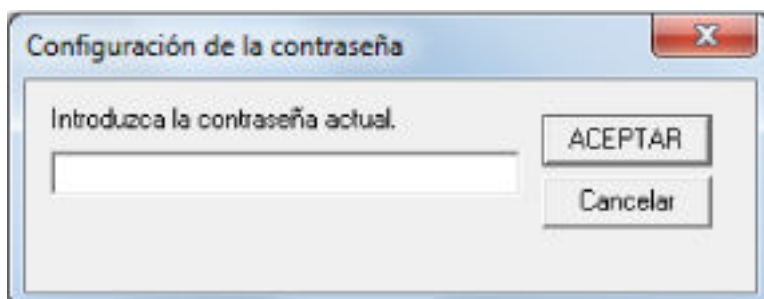 Configuración de la contraseña
Introduzca la contraseña actual.
ACEPTAR
Cancelar